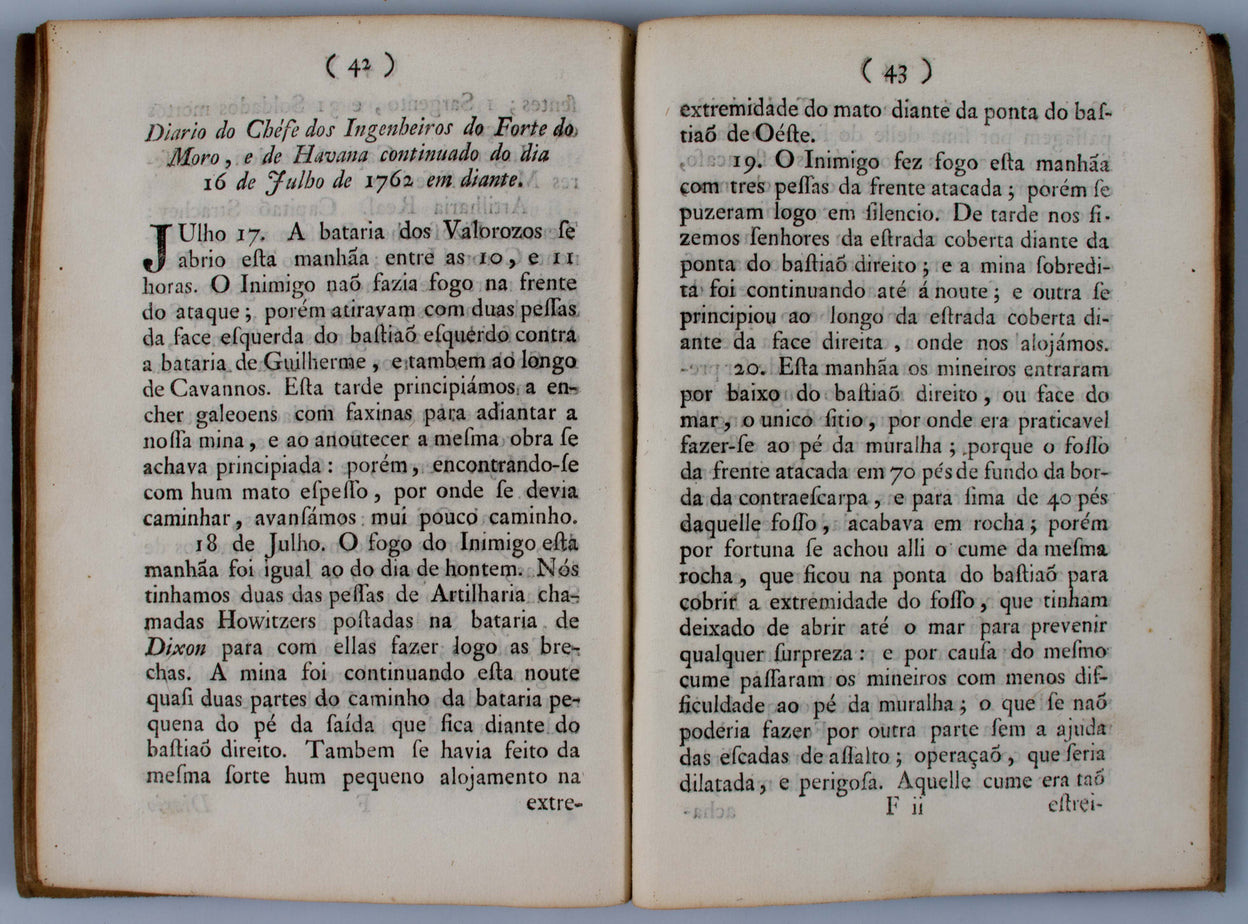 ( 42 )
Diario do Chéfe dos Ingenheiros do Forte do
Moro, e de Havana continuado do dia
16 de Julho de 1762 em diante.
JUlho 17. A bataria dos Valorozos ſe
abrio eſta manhãa entre as 10, e 11
horas. O Inimigo naõ fazia fogo na frente
do ataque; porém atiravam com duas peſſas
da face eſquerda do baſtiaõ eſquerdo contra
a bataria de Guilherme, e tambem ao longo
de Cavannos. Eſta tarde principiámos a en-
cher galeoens com faxinas para adiantar a
noſſa mina, e ao anoutecer a meſma obra ſe
achava principiada: porém, encontrando-ſe
com hum mato eſpeſſo, por onde ſe devia
caminhar, avanſámos mui pouco caminho.
18 de Julho. O fogo do Inimigo eſta
manhãa foi igual ao do dia de hontem. Nós
tinhamos duas das peſſas de Artilharia cha-
madas Howitzers poſtadas na bataria de
Dixon para com ellas fazer logo as bre-
chas. A mina foi continuando eſta noute
quaſi duas partes do caminho da bataria pe-
quena do pé da ſaída que fica diante do
baſtiaõ direito. Tambem ſe havia feito da
meſma ſorte hum pequeno alojamento na
extre-
( 43 )
extremidade do mato diante da ponta do baſ-
tiaõ de Oéſte.
19. O Inimigo fez fogo eſta manhãa
com tres peſſas da frente atacada; porém ſe
puzeram logo em ſilencio. De tarde nos fi-
zemos ſenhores da eſtrada coberta diante da
ponta do baſtiaõ direito; e a mina ſobredi-
ta foi continuando até á noute; e outra ſe
principiou ao longo da eſtrada coberta di-
ante da face direita, onde nos alojámos.
20. Eſta manhãa os mineiros entraram
por baixo do baſtiaõ direito, ou face do
mar, o unico ſitio, por onde era praticavel
fazer-ſe ao pé da muralha; porque o foſſo
da frente atacada em 70 pés de fundo da bor-
da da contraeſcarpa, e para ſima de 40 pés
daquelle foſſo, acabava em rocha; porém
por fortuna ſe achou alli o cume da meſma
rocha, que ficou na ponta do baſtiaõ para
cobrir a extremidade do foſſo, que tinham
deixado de abrir até o mar para prevenir
qualquer ſurpreza: e por cauſa do meſmo
cume paſſaram os mineiros com menos dif-
ficuldade ao pé da muralha; o que ſe naõ
poderia fazer por outra parte ſem a ajuda
das eſcadas de aſſalto; operaçaõ, que ſeria
dilatada, e perigoſa. Aquelle cume era taõ
F ii eſtrei-